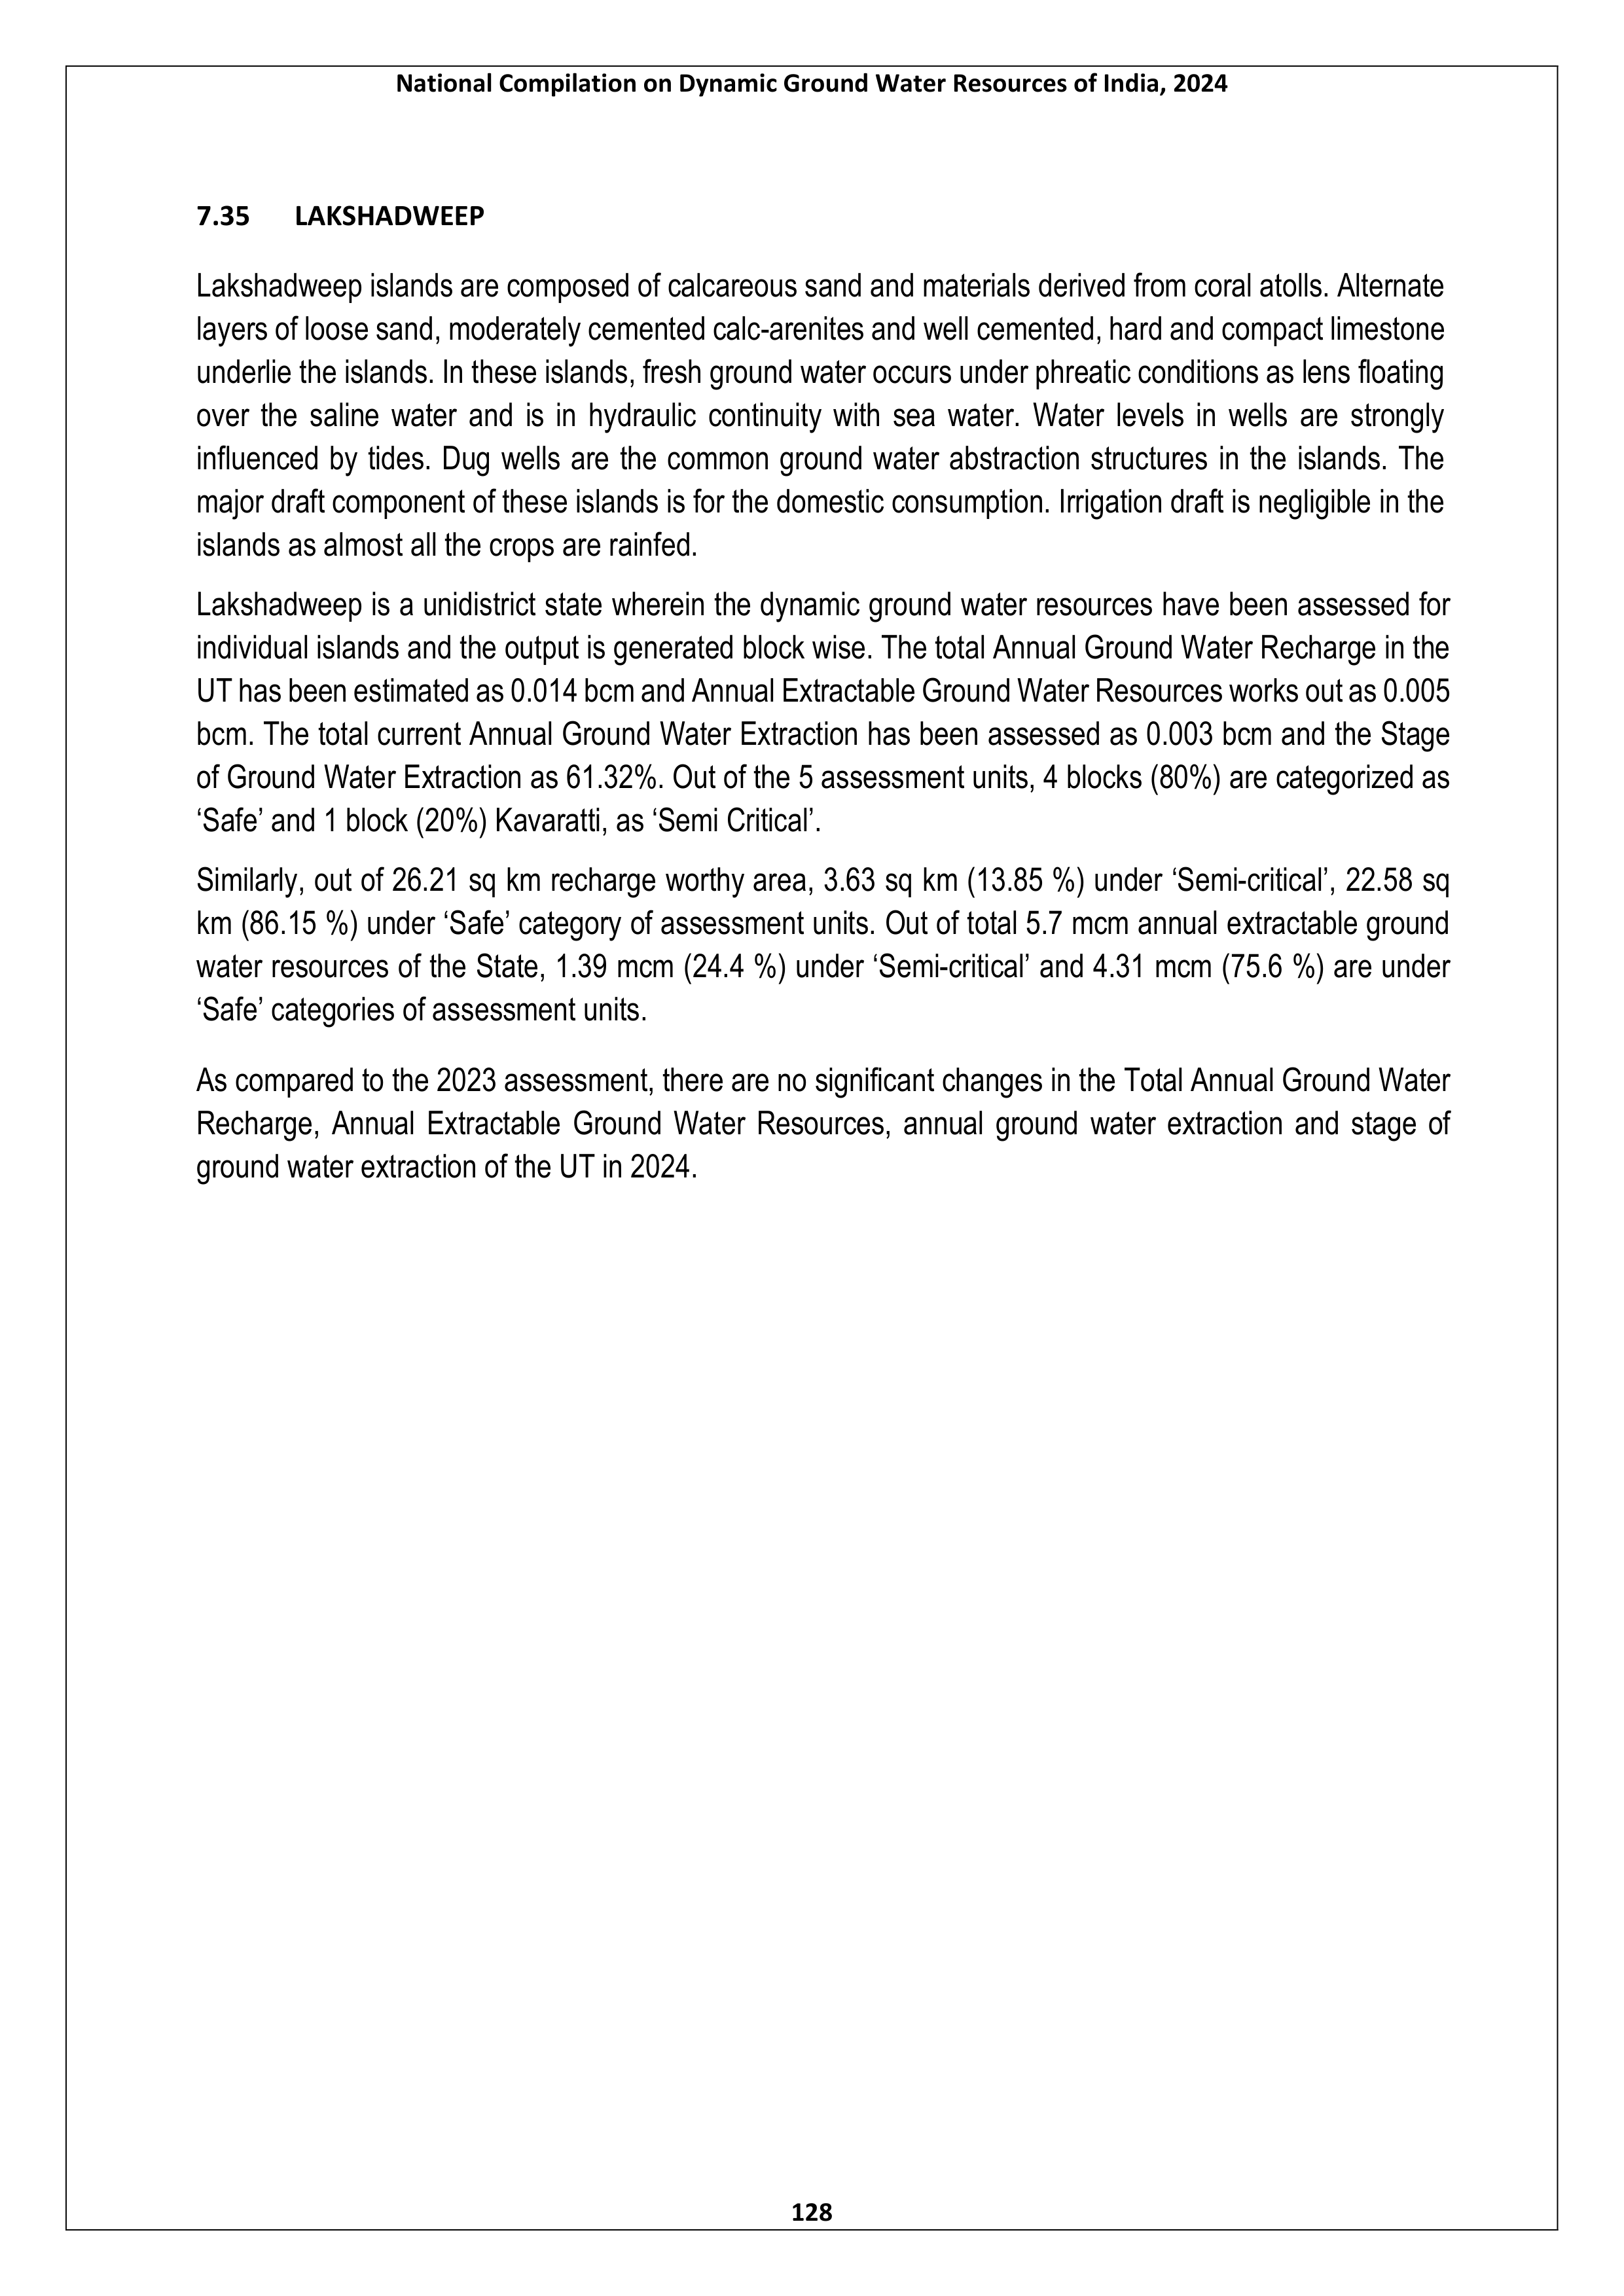 National Compilation on Dynamic Ground Water Resources of India, 2024
7.35 LAKSHADWEEP
Lakshadweep islands are composed of calcareous sand and materials derived from coral atolls. Alternate
layers of loose sand, moderately cemented calc-arenites and well cemented, hard and compact limestone
underlie the islands. In these islands, fresh ground water occurs under phreatic conditions as lens floating
over the saline water and is in hydraulic continuity with sea water. Water levels in wells are strongly
influenced by tides. Dug wells are the common ground water abstraction structures in the islands. The
major draft component of these islands is for the domestic consumption. Irrigation draft is negligible in the
islands as almost all the crops are rainfed.
Lakshadweep is a unidistrict state wherein the dynamic ground water resources have been assessed for
individual islands and the output is generated block wise. The total Annual Ground Water Recharge in the
UT has been estimated as 0.014 bcm and Annual Extractable Ground Water Resources works out as 0.005
bcm. The total current Annual Ground Water Extraction has been assessed as 0.003 bcm and the Stage
of Ground Water Extraction as 61.32%. Out of the 5 assessment units, 4 blocks (80%) are categorized as
‘Safe’ and 1 block (20%) Kavaratti, as ‘Semi Critical’.
Similarly, out of 26.21 sq km recharge worthy area, 3.63 sq km (13.85 %) under ‘Semi-critical’, 22.58 sq
km (86.15 %) under ‘Safe’ category of assessment units. Out of total 5.7 mcm annual extractable ground
water resources of the State, 1.39 mcm (24.4 %) under ‘Semi-critical’ and 4.31 mcm (75.6 %) are under
‘Safe’ categories of assessment units.
As compared to the 2023 assessment, there are no significant changes in the Total Annual Ground Water
Recharge, Annual Extractable Ground Water Resources, annual ground water extraction and stage of
ground water extraction of the UT in 2024.
128